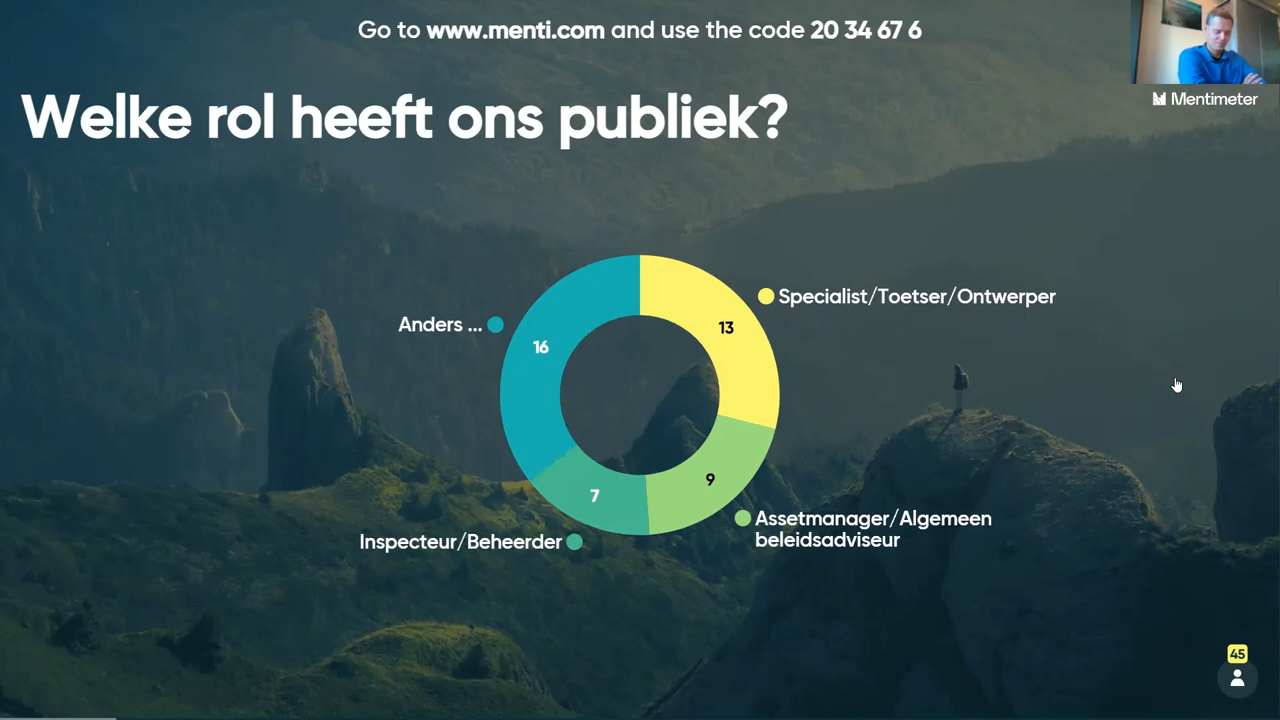 Go to www.menti.com and use the code 20 34 67 6
Mentimeter
Welke rol heeft ons publiek?
Specialist/Toetser/Ontwerper
Anders ...
13
16
9
7
Assetmanager/Algemeen
beleidsadviseur
Inspecteur/Beheerder
45